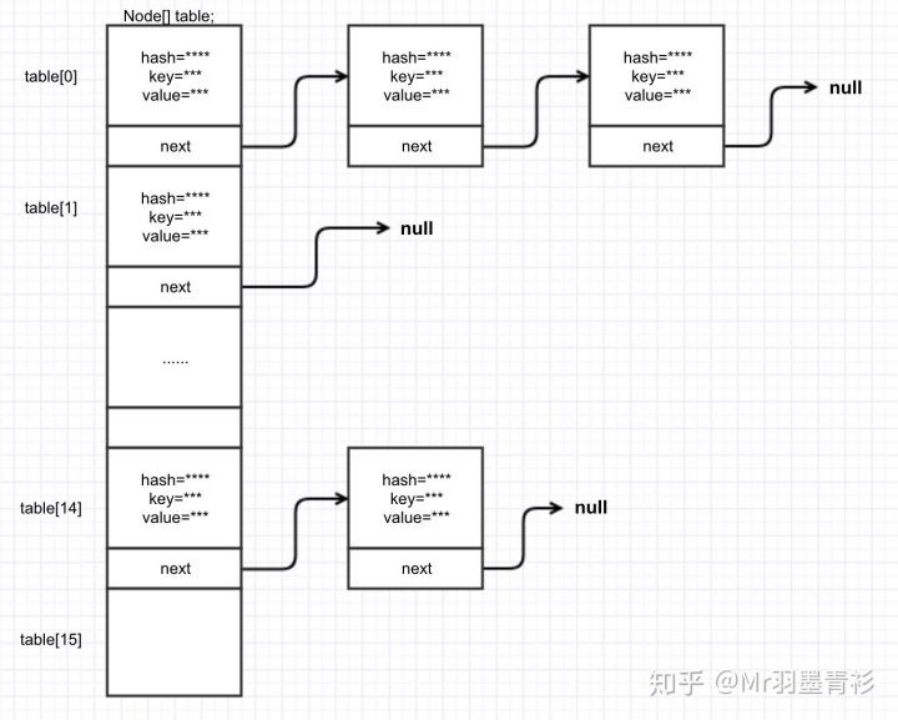 Node[] table;
table[0]
hash=****
key=***
value=***
next
hash=****
key=***
value=***
next
hash=****
key=***
value=***
next
null
table[1]
hash=****
key=***
value=***
next
null
......
table[14]
hash=****
key=***
value=***
next
hash=****
key=***
value=***
next
null
table[15]
知乎 @Mr羽墨青衫